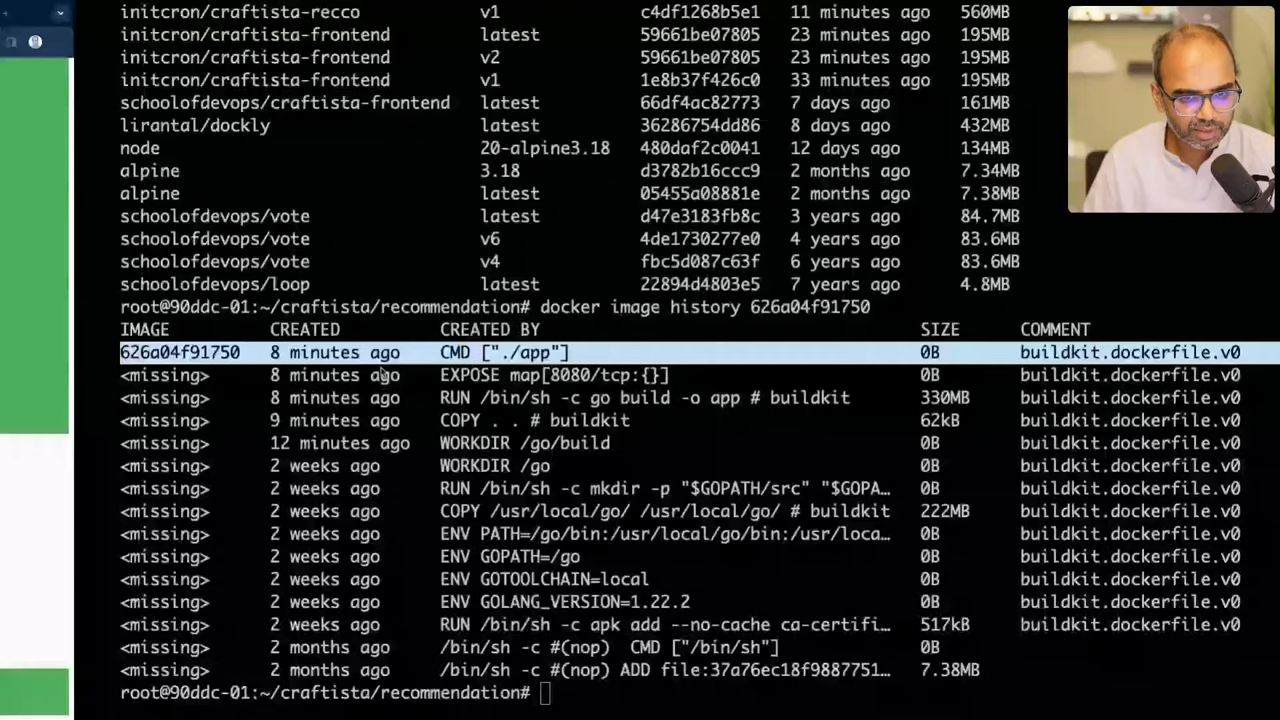 initcron/craftista-recco v1 c4df1268b5e1 11 minutes ago 560MB
initcron/craftista-frontend latest 59661be07805 23 minutes ago 195MB
initcron/craftista-frontend v2 59661be07805 23 minutes ago 195MB
initcron/craftista-frontend v1 1e8b37f426c0 33 minutes ago 195MB
schoolofdevops/craftista-frontend latest 66df4ac82773 7 days ago 161MB
lirantal/dockly latest 36286754dd86 8 days ago 432MB
node 20-alpine3.18 480daf2c0041 12 days ago 134MB
alpine 3.18 d3782b16ccc9 2 months ago 7.34MB
alpine latest 05455a08881e 2 months ago 7.38MB
schoolofdevops/vote latest d47e3183fb8c 3 years ago 84.7MB
schoolofdevops/vote v6 4de1730277e0 4 years ago 83.6MB
schoolofdevops/vote v4 fbc5d087c63f 6 years ago 83.6MB
schoolofdevops/loop latest 22894d4803e5 7 years ago 4.8MB
root@90ddc-01:~/craftista/recommendation# docker image history 626a04f91750
IMAGE CREATED CREATED BY SIZE COMMENT
626a04f91750 8 minutes ago CMD ["./app"] 0B buildkit.dockerfile.v0
<missing> 8 minutes ago EXPOSE map[8080/tcp:{}] 0B buildkit.dockerfile.v0
<missing> 8 minutes ago RUN /bin/sh -c go build -o app # buildkit 330MB buildkit.dockerfile.v0
<missing> 9 minutes ago COPY . . # buildkit 62kB buildkit.dockerfile.v0
<missing> 12 minutes ago WORKDIR /go/build 0B buildkit.dockerfile.v0
<missing> 2 weeks ago WORKDIR /go 0B buildkit.dockerfile.v0
<missing> 2 weeks ago RUN /bin/sh -c mkdir -p "$GOPATH/src" "$GOPA… 0B buildkit.dockerfile.v0
<missing> 2 weeks ago COPY /usr/local/go/ /usr/local/go/ # buildkit 222MB buildkit.dockerfile.v0
<missing> 2 weeks ago ENV PATH=/go/bin:/usr/local/go/bin:/usr/loca… 0B buildkit.dockerfile.v0
<missing> 2 weeks ago ENV GOPATH=/go 0B buildkit.dockerfile.v0
<missing> 2 weeks ago ENV GOTOOLCHAIN=local 0B buildkit.dockerfile.v0
<missing> 2 weeks ago ENV GOLANG_VERSION=1.22.2 0B buildkit.dockerfile.v0
<missing> 2 weeks ago RUN /bin/sh -c apk add --no-cache ca-certifi… 517kB buildkit.dockerfile.v0
<missing> 2 months ago /bin/sh -c #(nop) CMD ["/bin/sh"] 0B
<missing> 2 months ago /bin/sh -c #(nop) ADD file:37a76ec18f9887751… 7.38MB
root@90ddc-01:~/craftista/recommendation#